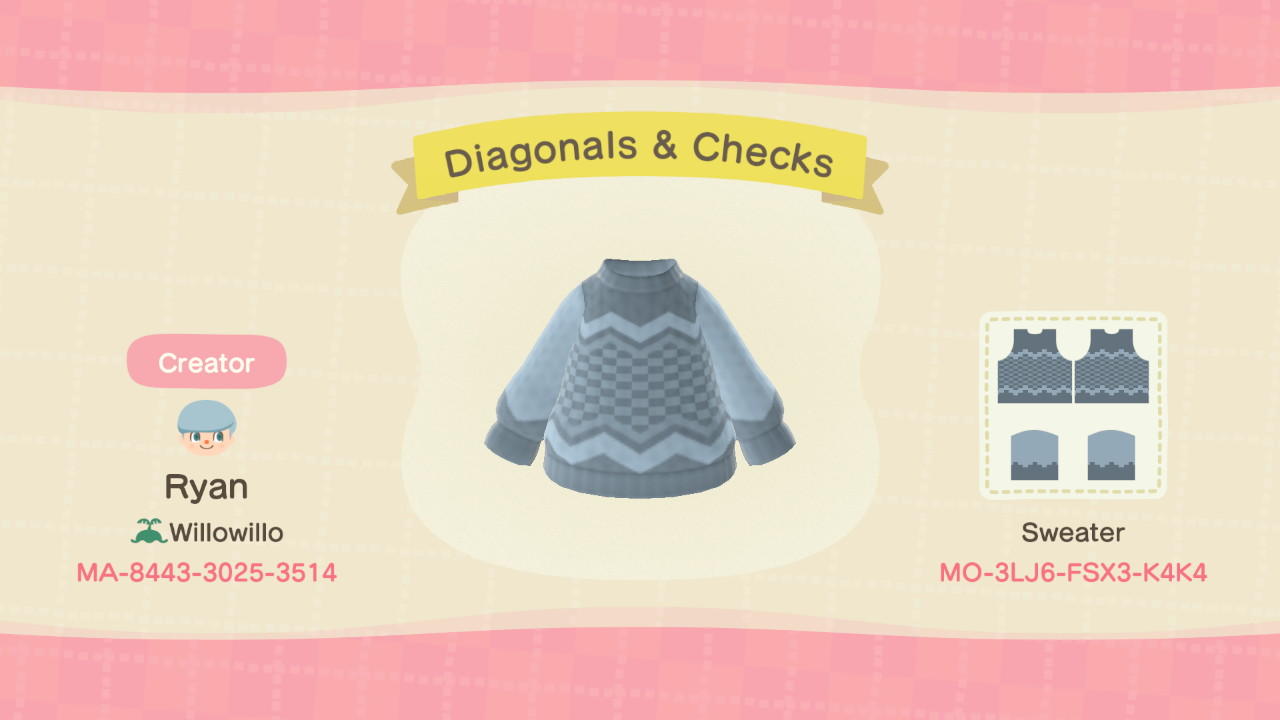 Diagonals & Checks
Creator
Ryan
Willowillo
MA-8443-3025-3514
Sweater
MO-3LJ6-FSX3-K4K4